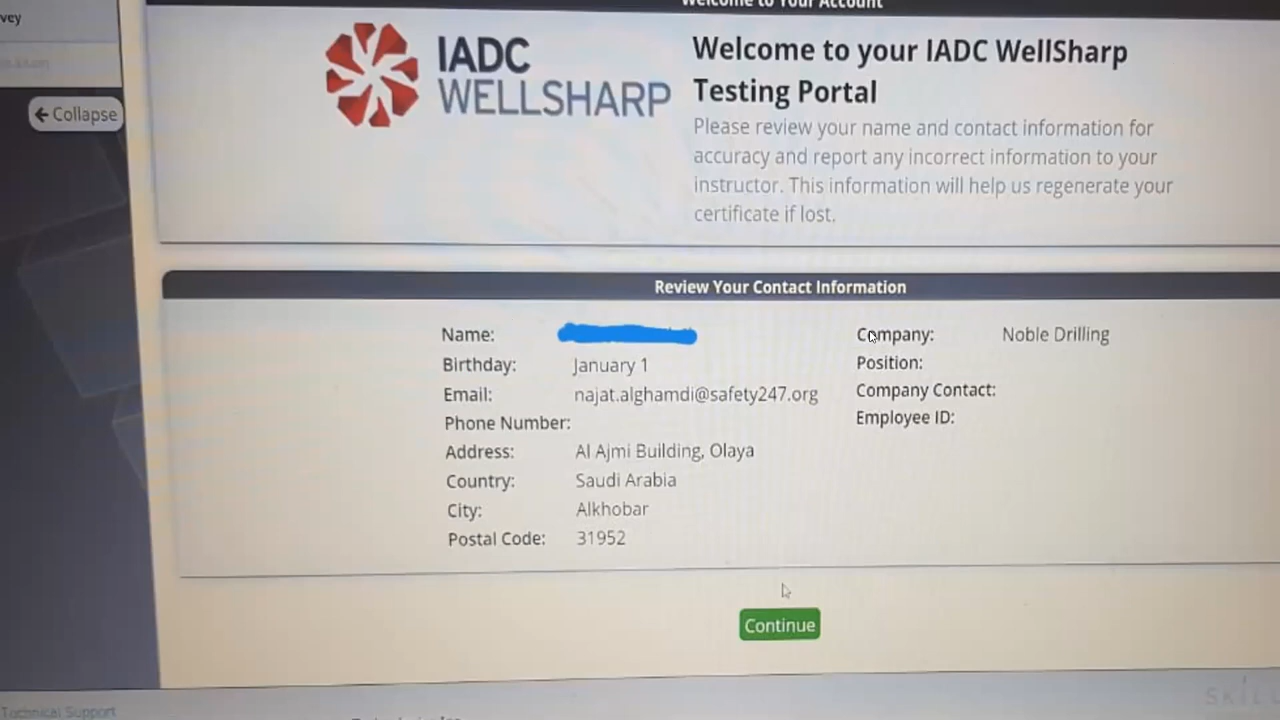 Welcome to Your Account
vey
← Collapse
IADC
WELLSHARP
Welcome to your IADC WellSharp
Testing Portal
Please review your name and contact information for
accuracy and report any incorrect information to your
instructor. This information will help us regenerate your
certificate if lost.
Review Your Contact Information
Name:
Birthday: January 1
Email: najat.alghamdi@safety247.org
Phone Number:
Address: Al Ajmi Building, Olaya
Country: Saudi Arabia
City: Alkhobar
Postal Code: 31952
Company: Noble Drilling
Position:
Company Contact:
Employee ID:
Continue
Technical Support